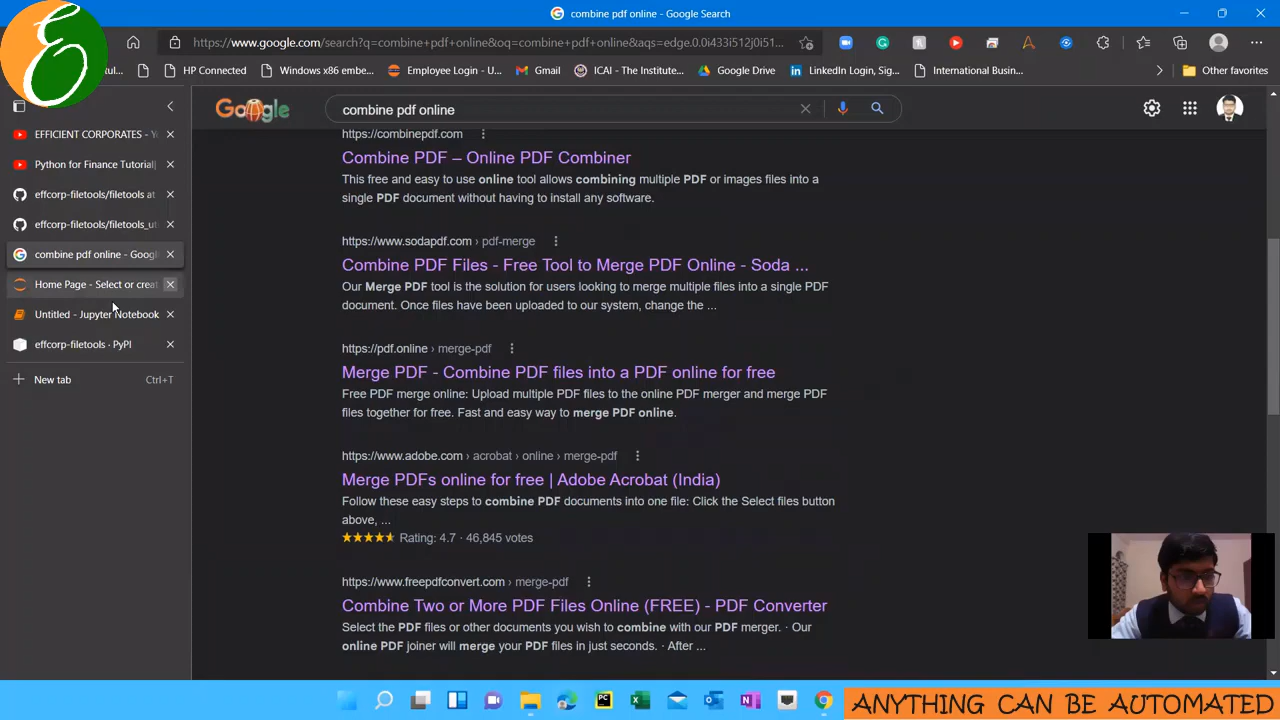 combine pdf online - Google Search
https://www.google.com/search?q=combine+pdf+online&oq=combine+pdf+online&aqs=edge.0.0i433i512j0i51...
tul...
HP Connected
Windows x86 embe...
Employee Login - U...
Gmail
ICAI - The Institute...
Google Drive
LinkedIn Login, Sig...
International Busin...
Other favorites
EFFICIENT CORPORATES - Y
Python for Finance Tutorial
effcorp-filetools/filetools at
effcorp-filetools/filetools_ut
combine pdf online - Googl
Home Page - Select or crea
Untitled - Jupyter Notebook
effcorp-filetools · PyPI
New tab
Ctrl+T
Google
combine pdf online
https://combinepdf.com
Combine PDF – Online PDF Combiner
This free and easy to use online tool allows combining multiple PDF or images files into a
single PDF document without having to install any software.
https://www.sodapdf.com › pdf-merge
Combine PDF Files - Free Tool to Merge PDF Online - Soda ...
Our Merge PDF tool is the solution for users looking to merge multiple files into a single PDF
document. Once files have been uploaded to our system, change the ...
https://pdf.online › merge-pdf
Merge PDF - Combine PDF files into a PDF online for free
Free PDF merge online: Upload multiple PDF files to the online PDF merger and merge PDF
files together for free. Fast and easy way to merge PDF online.
https://www.adobe.com › acrobat › online › merge-pdf
Merge PDFs online for free | Adobe Acrobat (India)
Follow these easy steps to combine PDF documents into one file: Click the Select files button
above, ...
Rating: 4.7 · 46,845 votes
https://www.freepdfconvert.com › merge-pdf
Combine Two or More PDF Files Online (FREE) - PDF Converter
Select the PDF files or other documents you wish to combine with our PDF merger. · Our
online PDF joiner will merge your PDF files in just seconds. · After ...
ANYTHING CAN BE AUTOMATED